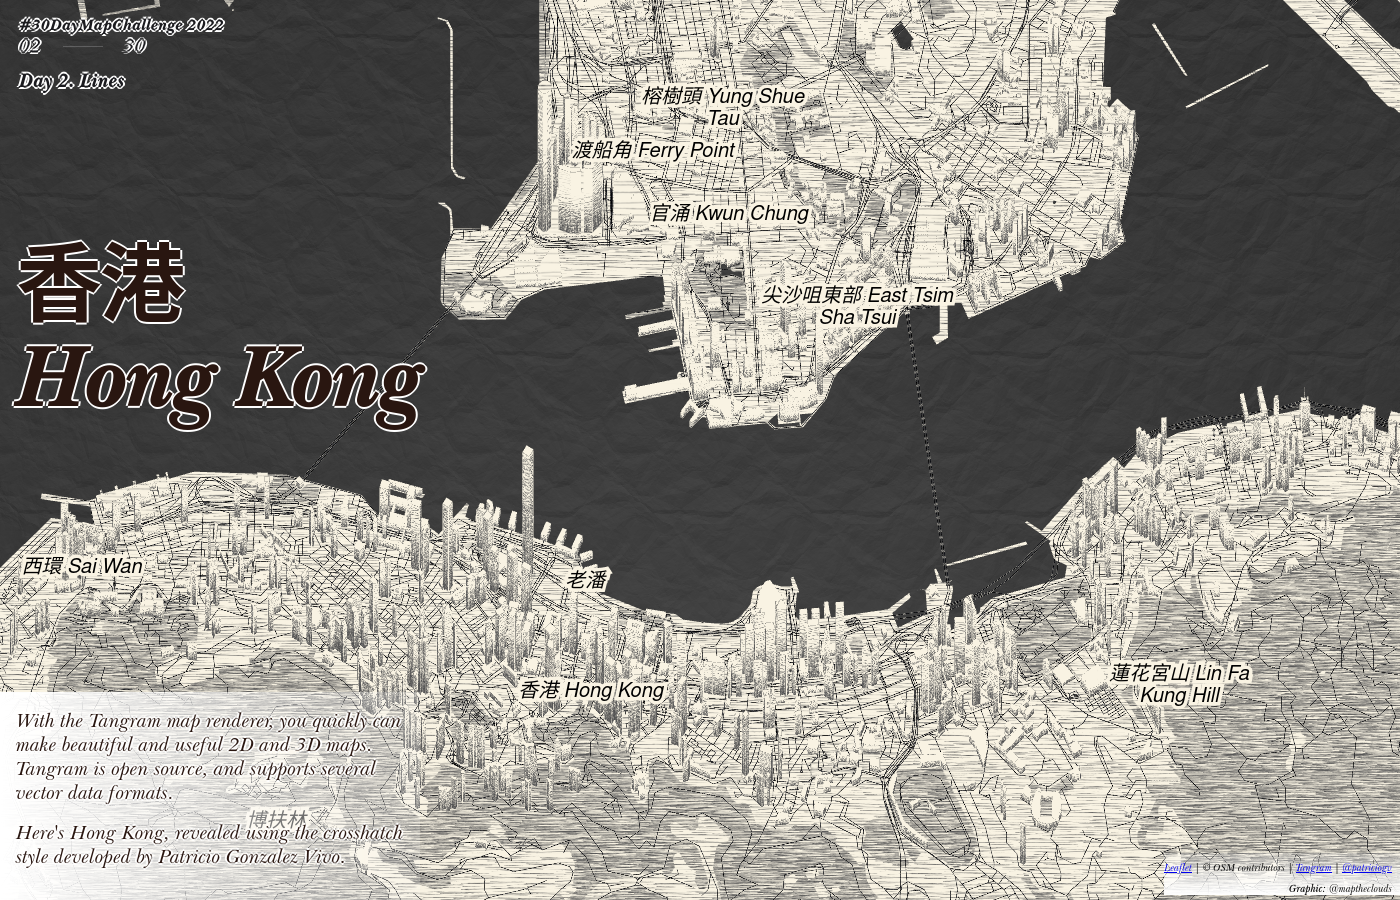 #30DayMapChallenge 2022
02 30
Day 2. Lines
榕樹頭 Yung Shue
Tau
渡船角 Ferry Point
官涌 Kwun Chung
尖沙咀東部 East Tsim
Sha Tsui
香港
Hong Kong
西環 Sai Wan
老潘
香港 Hong Kong
蓮花宮山 Lin Fa
Kung Hill
With the Tangram map renderer, you quickly can
make beautiful and useful 2D and 3D maps.
Tangram is open source, and supports several
vector data formats.
博扶林
Here's Hong Kong, revealed using the crosshatch
style developed by Patricio Gonzalez Vivo.
Leaflet | © OSM contributors | Tangram | @patriciogv
Graphic: @maptheclouds